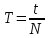 T = t/N